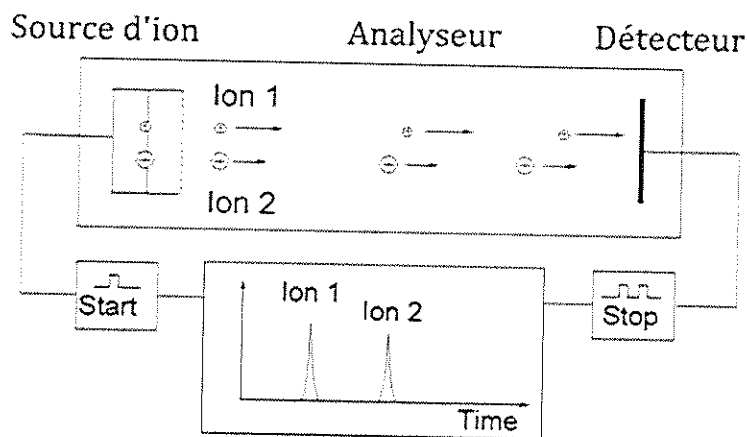 Source d'ion Analyseur Détecteur
Ion 1
Ion 2
Start
Ion 1
Ion 2
Time
Stop